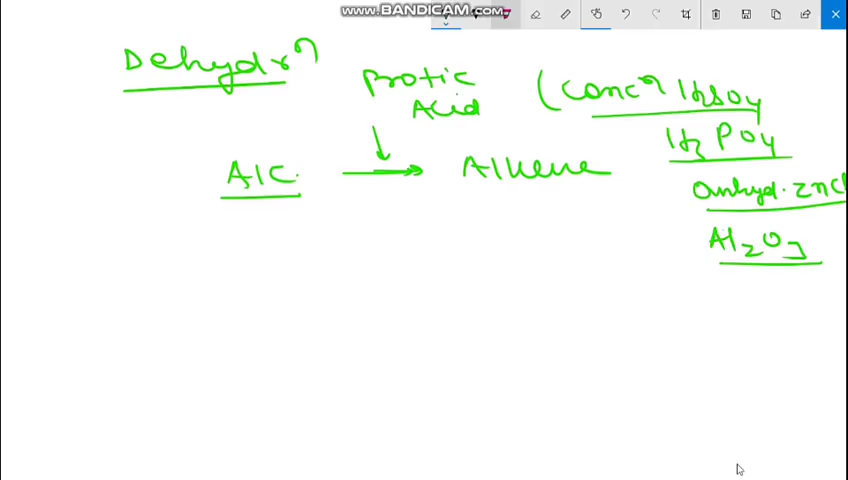 www.BANDICAM.com
Dehydrⁿ
Protic
Acid
(Concⁿ H₂SO₄
H₃PO₄
Alc. → Alkene
anhyd. ZnCl
Al₂O₃